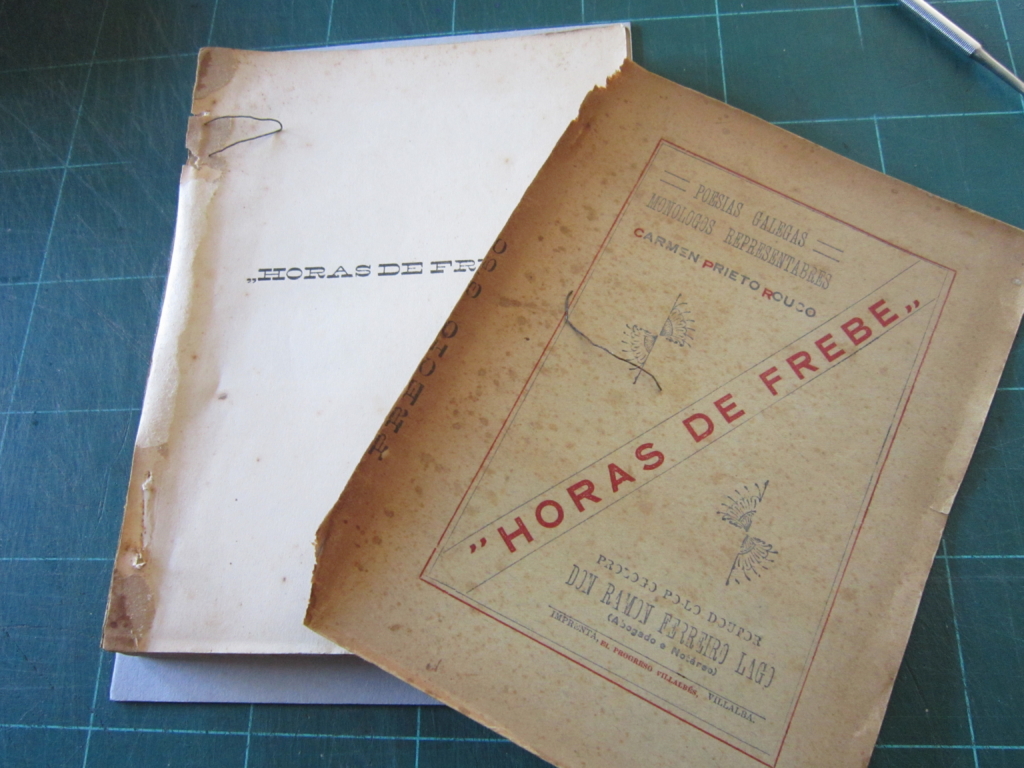 „HORAS DE FRE
POESIAS GALEGAS
MONOLOGOS REPRESENTABRES
CARMEN PRIETO ROUCO
"HORAS DE FREBE„
PROLOGO POLO DOUTOR
DON RAMON FERREIRO LAGO
(Abogado e Notáreo)
IMPRENTA, EL PROGRESO VILLALBÉS, VILLALBA.